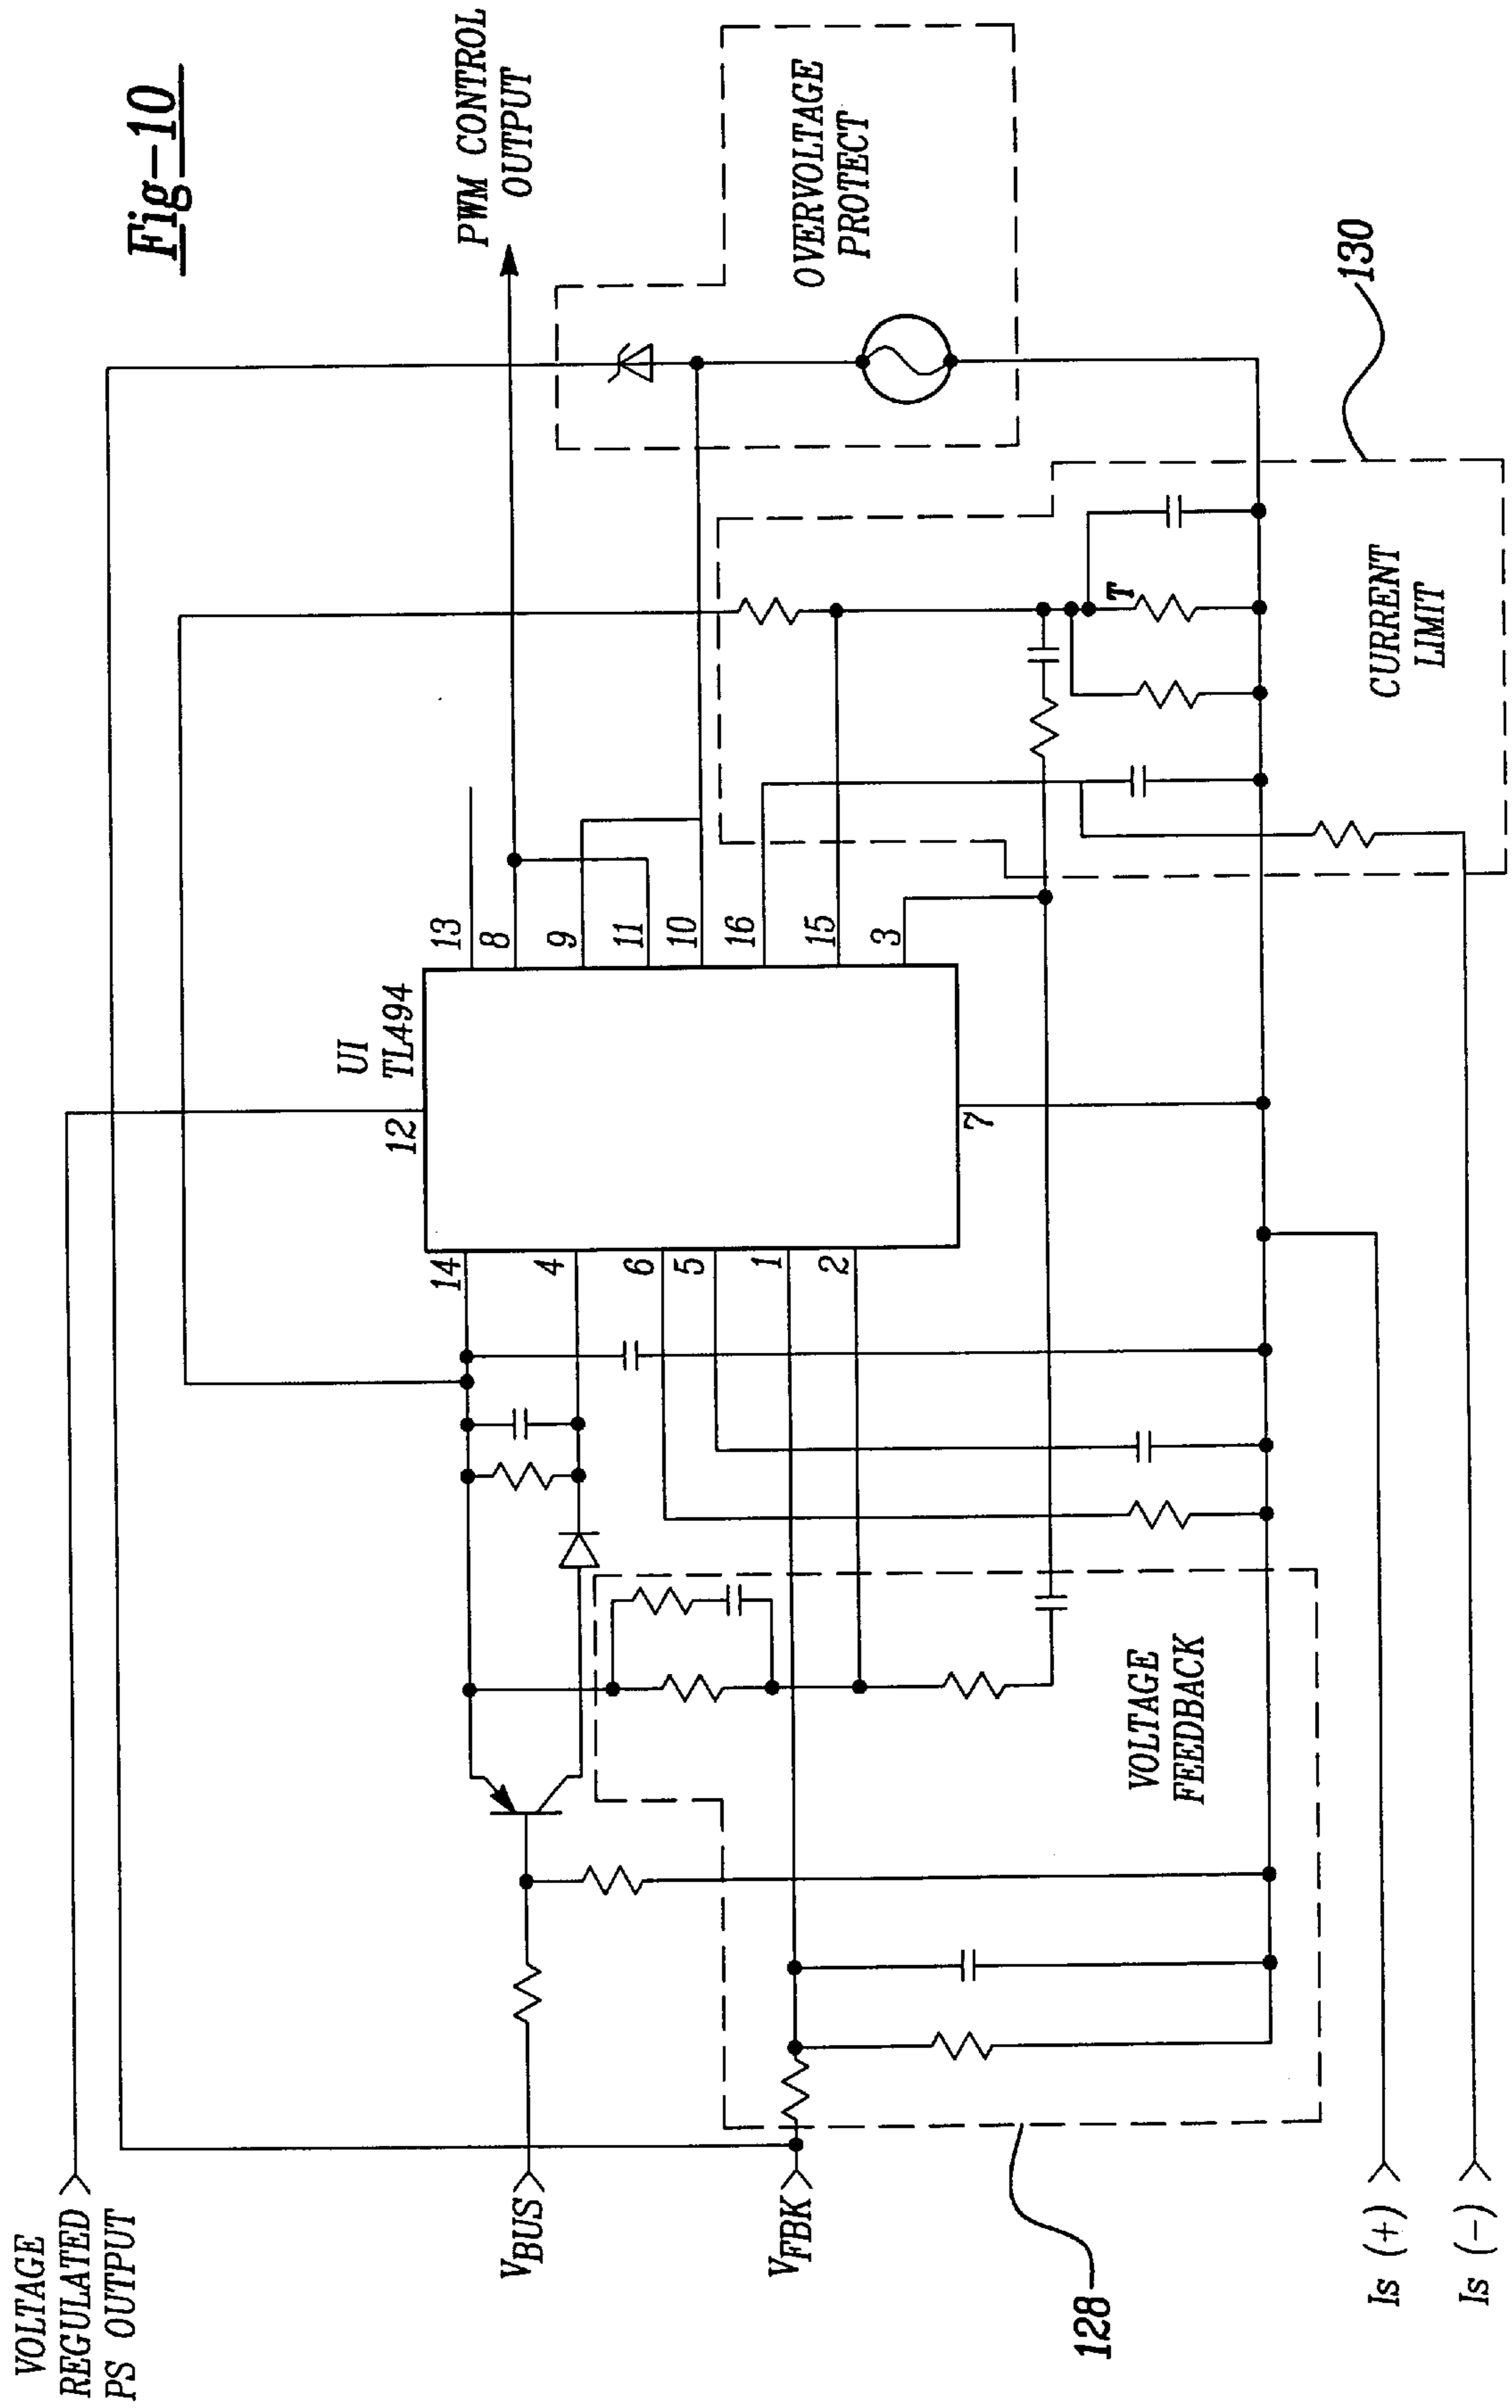 Fig-10
VOLTAGE
REGULATED
PS OUTPUT
PWM CONTROL
OUTPUT
UI
TL494
12
14
4
6
5
1
2
13
8
9
11
10
16
15
3
7
VBUS
VFBK
OVERVOLTAGE
PROTECT
T
130
CURRENT
LIMIT
VOLTAGE
FEEDBACK
128
Is (+)
Is (-)